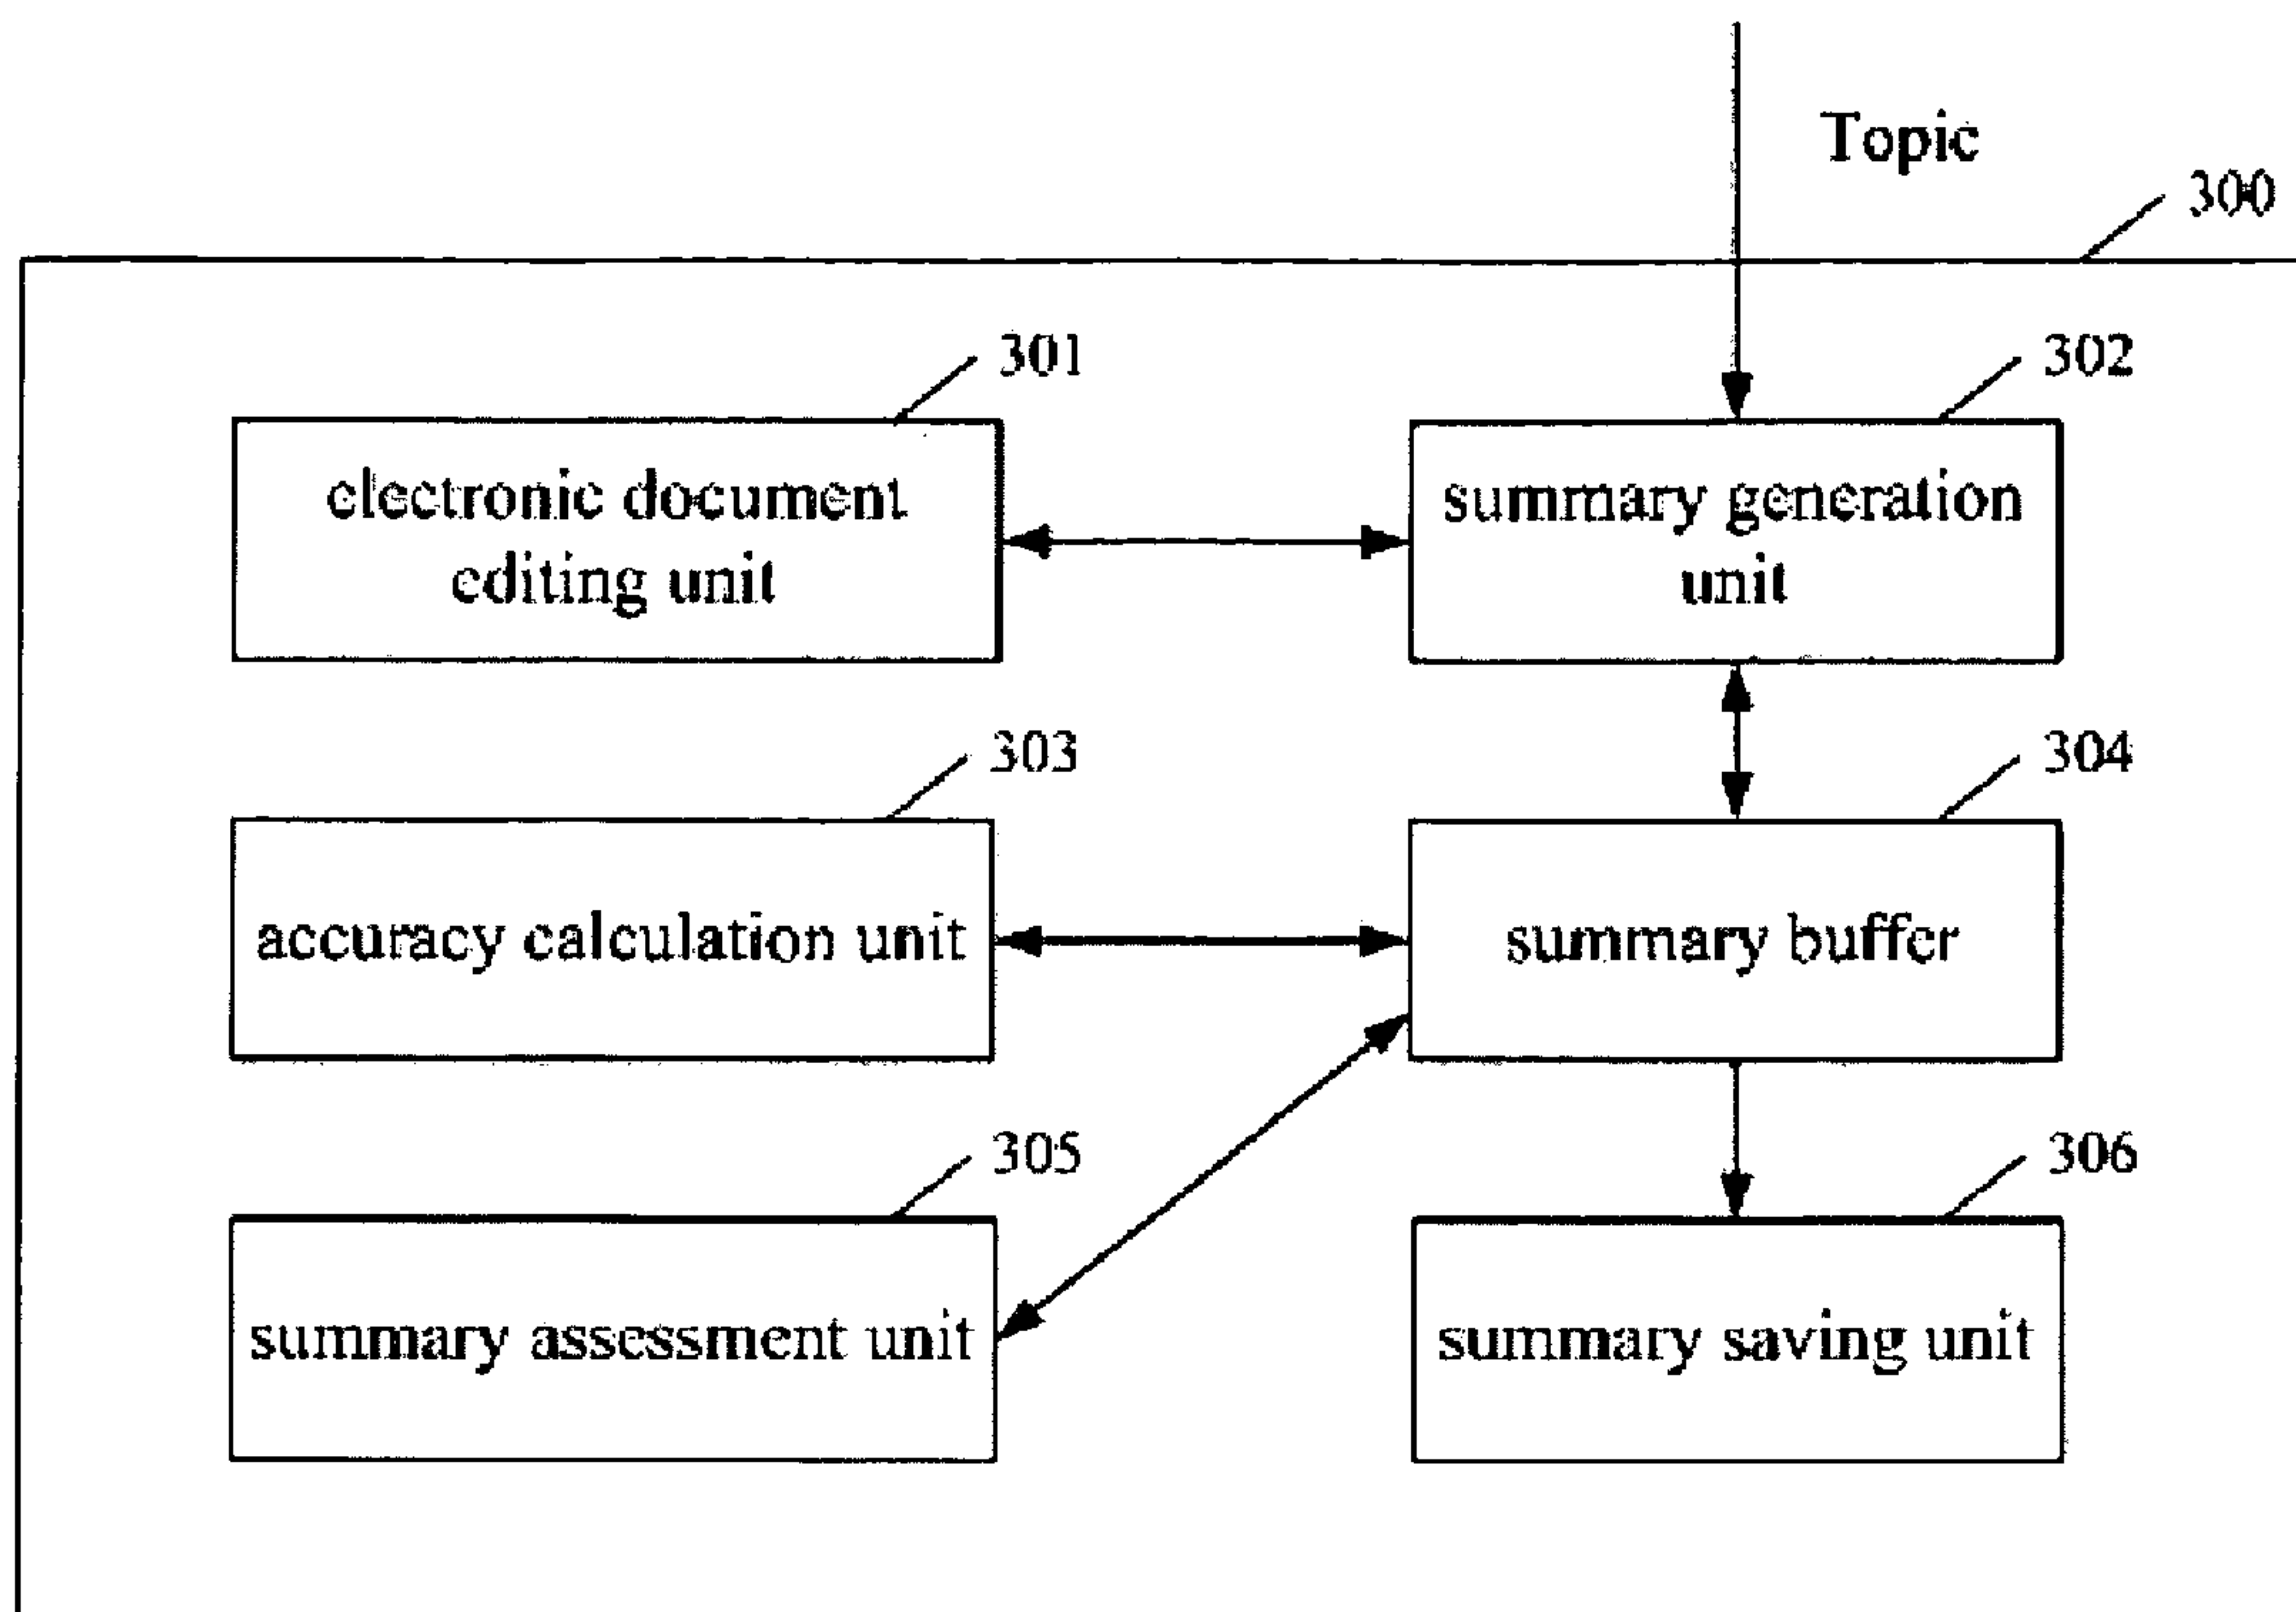 Topic
300
301
302
electronic document
editing unit
summary generation
unit
303
304
accuracy calculation unit
summary buffer
305
306
summary assessment unit
summary saving unit